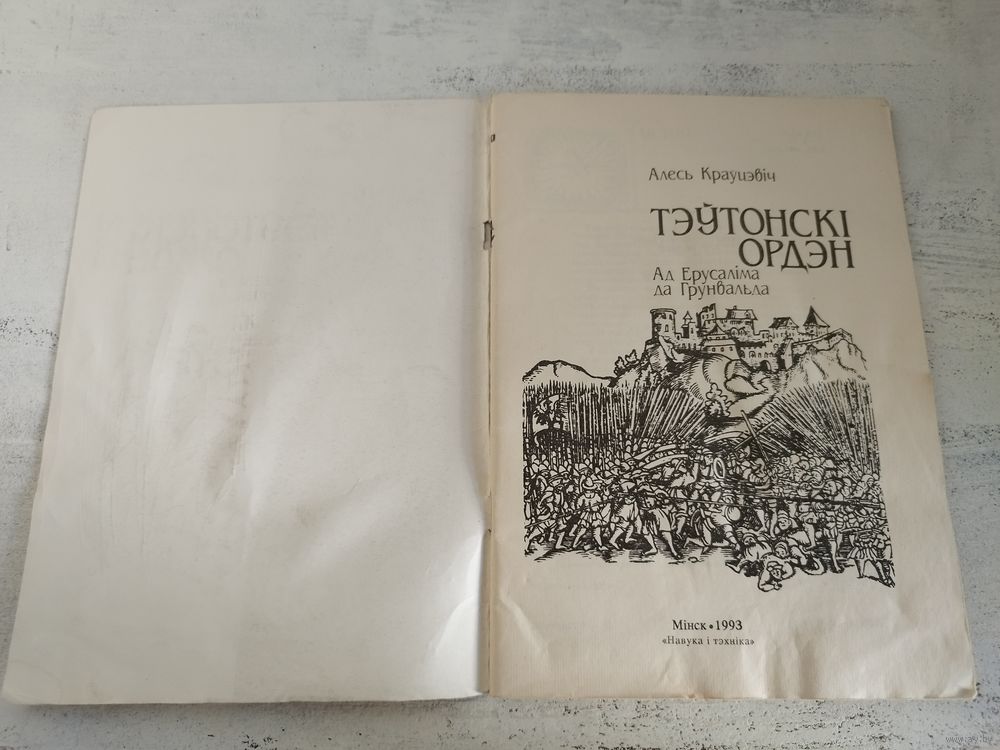 Алесь Краўцэвіч
ТЭЎТОНСКІ
ОРДЭН
Ад Ерусаліма
да Грунвальда
Мінск • 1993
«Навука і тэхніка»